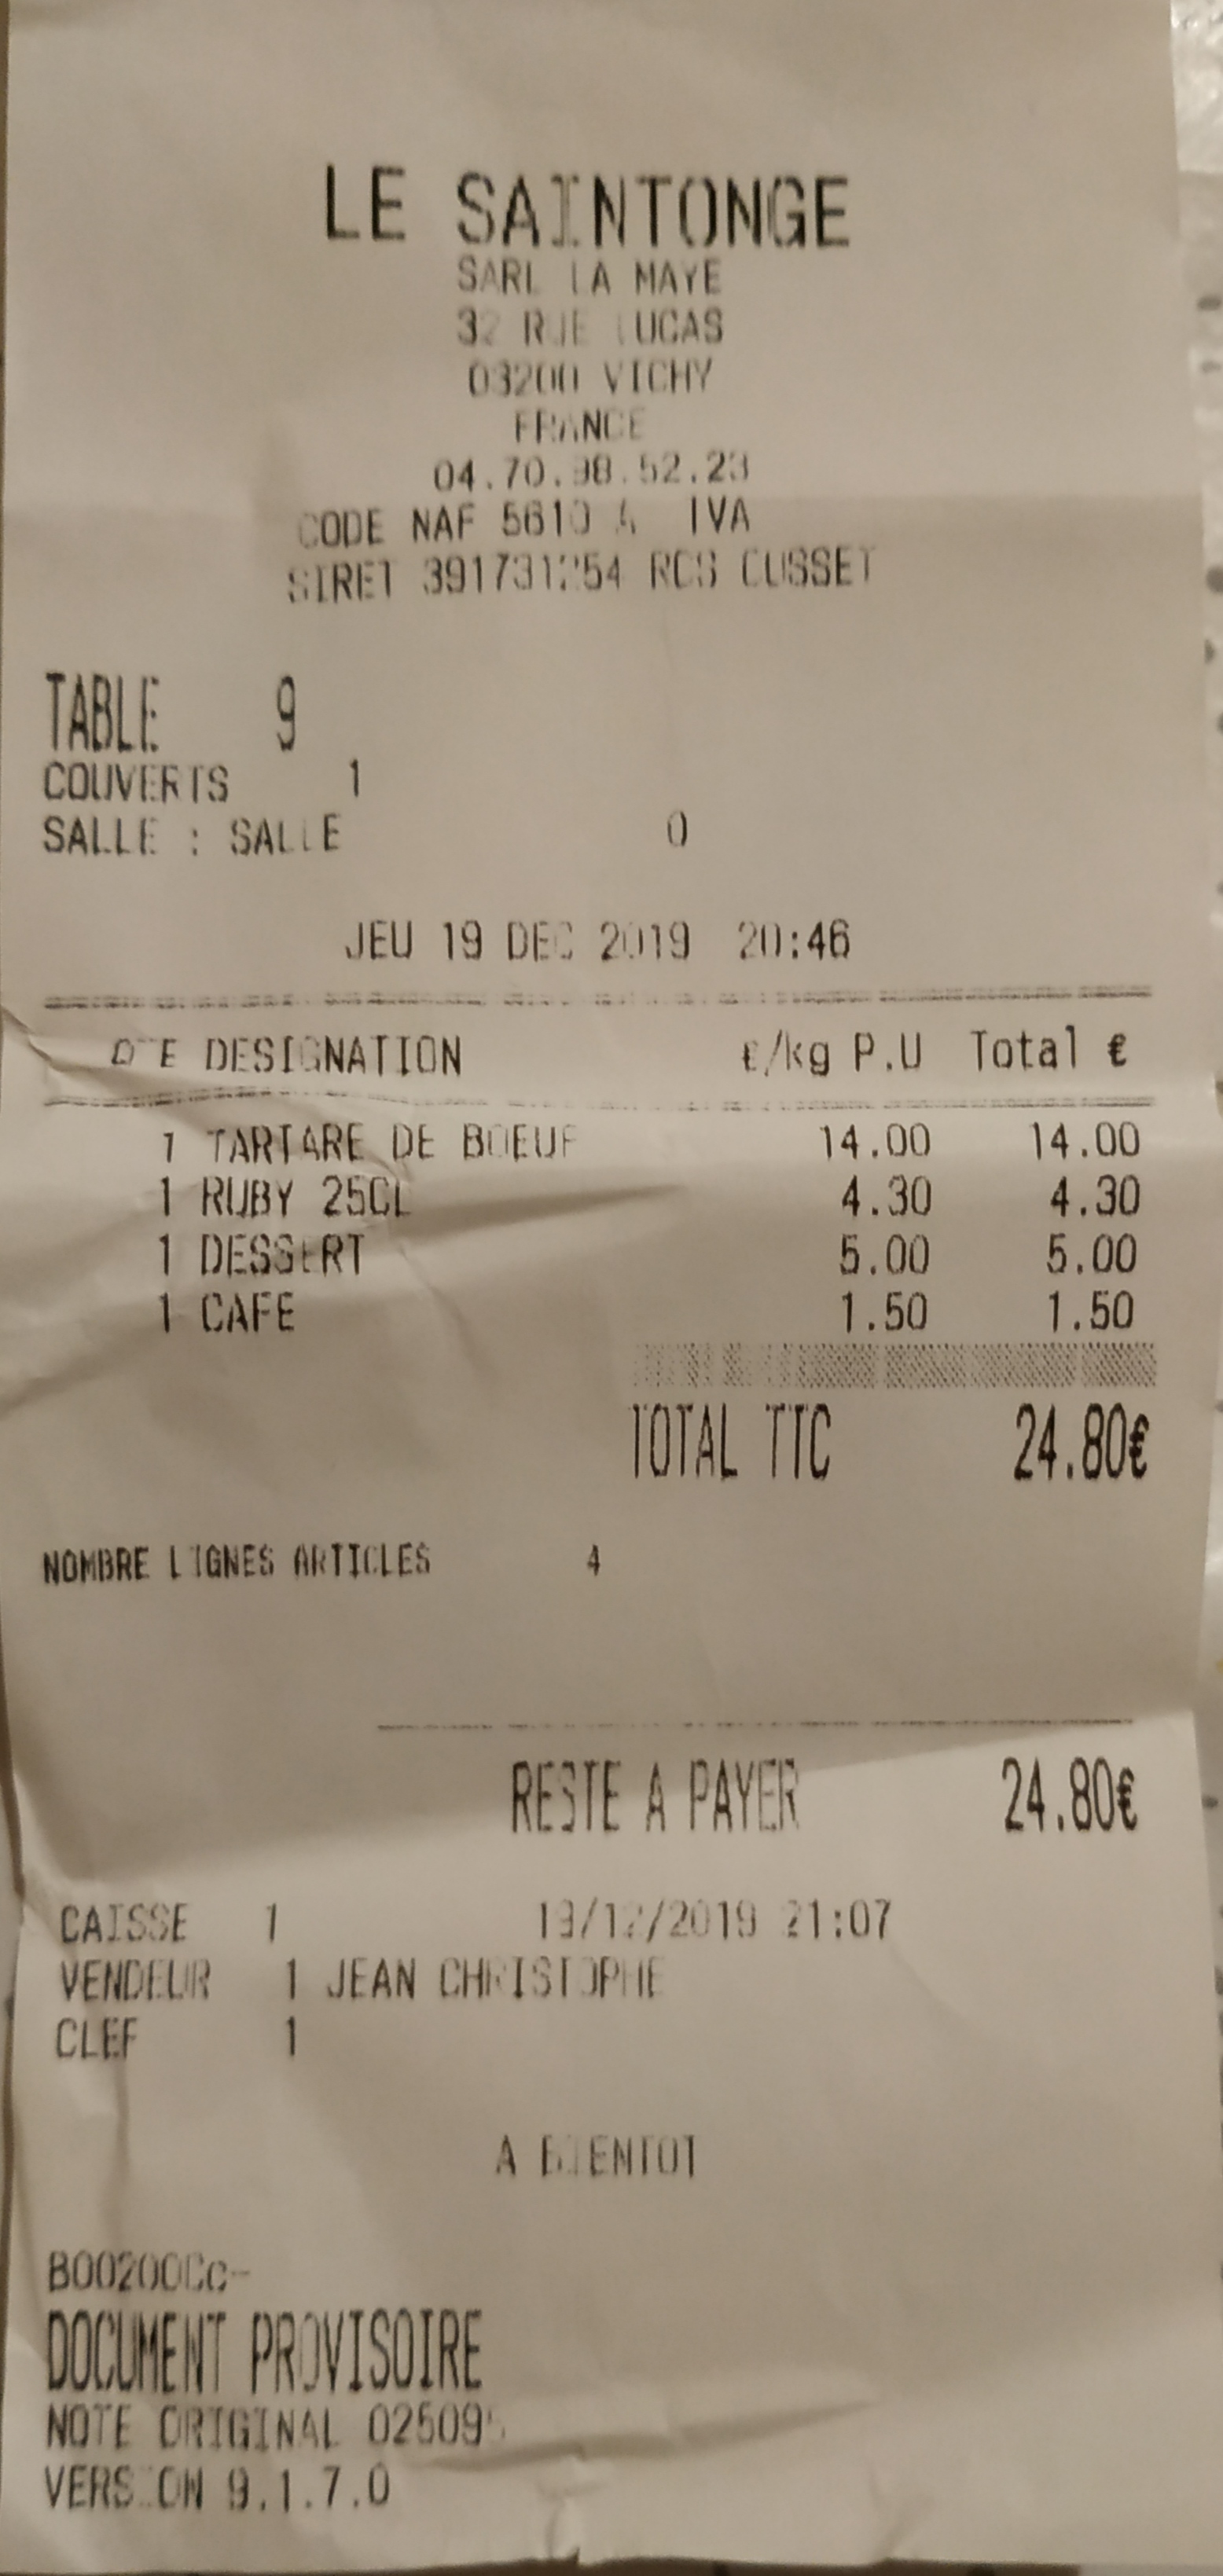 LE SAINTONGE
SARL LA MAYE
32 RUE LUCAS
03200 VICHY
FRANCE
04.70.98.52.23
CODE NAF 5610 A IVA
SIRET 391731254 RCS CUSSET
TABLE 9
COUVERTS 1
SALLE : SALLE 0
JEU 19 DEC 2019 20:46
QTE DESIGNATION €/kg P.U Total €
1 TARTARE DE BOEUF 14.00 14.00
1 RUBY 25CL 4.30 4.30
1 DESSERT 5.00 5.00
1 CAFE 1.50 1.50
TOTAL TTC 24.80€
NOMBRE LIGNES ARTICLES 4
RESTE A PAYER 24.80€
CAISSE 1 19/12/2019 21:07
VENDEUR 1 JEAN CHRISTOPHE
CLEF 1
A BIENTOT
DOCUMENT PROVISOIRE
NOTE ORIGINAL
VERSION 9.1.7.0